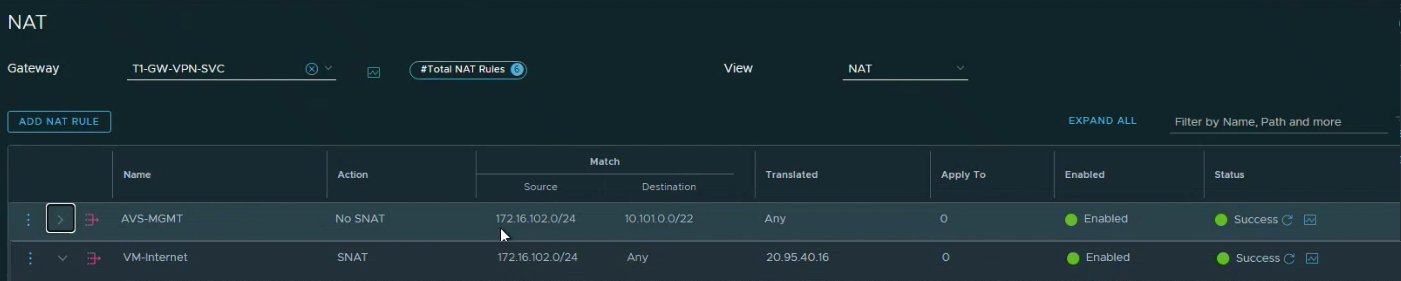 NAT
Gateway T1-GW-VPN-SVC #Total NAT Rules 6 View NAT
ADD NAT RULE EXPAND ALL Filter by Name, Path and more
Match
Name Action Translated Apply To Enabled Status
Source Destination
AVS-MGMT No SNAT 172.16.102.0/24 10.101.0.0/22 Any 0 Enabled Success
VM-Internet SNAT 172.16.102.0/24 Any 20.95.40.16 0 Enabled Success